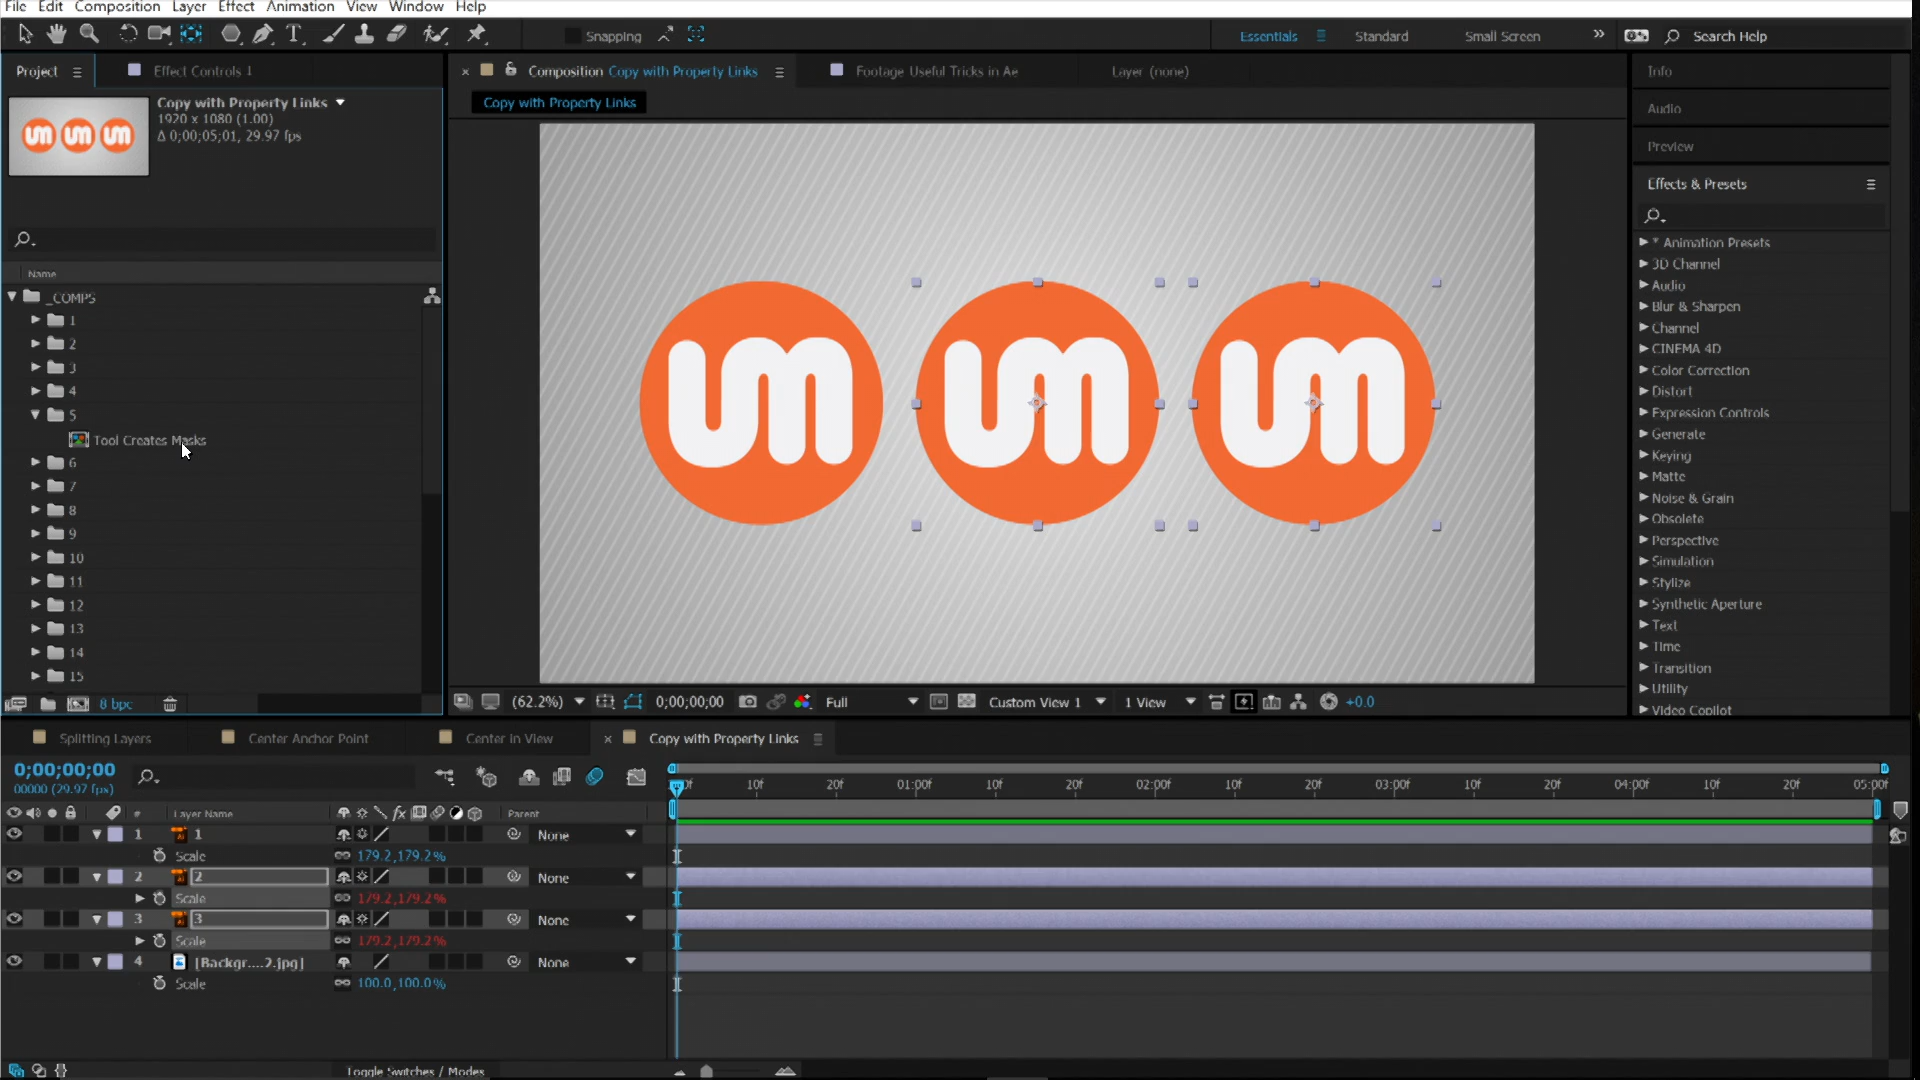 File Edit Composition Layer Effect Animation View Window Help
Snapping
Essentials Standard Small Screen Search Help
Project Effect Controls 1
Composition Copy with Property Links Footage Useful Tricks in Ae Layer (none)
Copy with Property Links
Copy with Property Links
1920 x 1080 (1.00)
Δ 0;00;05;01, 29.97 fps
um um um
Name
_COMPS
1
2
3
4
5
Tool Creates Masks
6
7
8
9
10
11
12
13
14
15
8 bpc
um um um
(62.2%) 0;00;00;00 Full Custom View 1 1 View +0.0
Info
Audio
Preview
Effects & Presets
* Animation Presets
3D Channel
Audio
Blur & Sharpen
Channel
CINEMA 4D
Color Correction
Distort
Expression Controls
Generate
Keying
Matte
Noise & Grain
Obsolete
Perspective
Simulation
Stylize
Synthetic Aperture
Text
Time
Transition
Utility
Video Copilot
Splitting Layers Center Anchor Point Center in View Copy with Property Links
0;00;00;00
00000 (29.97 fps)
10f 20f 01:00f 10f 20f 02:00f 10f 20f 03:00f 10f 20f 04:00f 10f 20f 05:00f
# Layer Name fx Parent
1 1 None
Scale 179.2,179.2%
2 2 None
Scale 179.2,179.2%
3 3 None
Scale 179.2,179.2%
4 [Backgr....2.jpg] None
Scale 100.0,100.0%
Toggle Switches / Modes